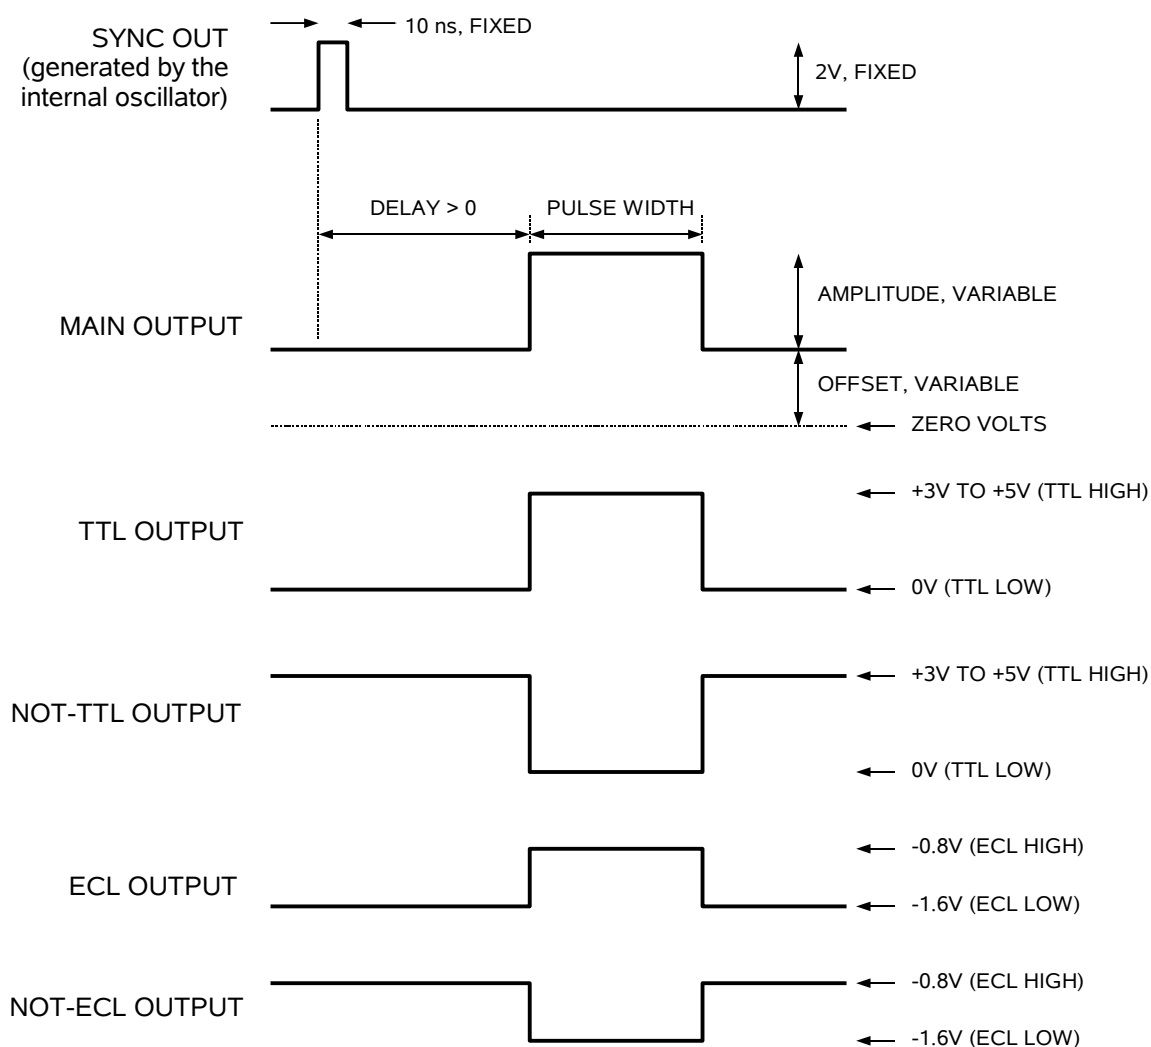 10 ns, FIXED
SYNC OUT
(generated by the
internal oscillator)
2V, FIXED
DELAY > 0
PULSE WIDTH
AMPLITUDE, VARIABLE
MAIN OUTPUT
OFFSET, VARIABLE
ZERO VOLTS
+3V TO +5V (TTL HIGH)
TTL OUTPUT
0V (TTL LOW)
+3V TO +5V (TTL HIGH)
NOT-TTL OUTPUT
0V (TTL LOW)
-0.8V (ECL HIGH)
ECL OUTPUT
-1.6V (ECL LOW)
-0.8V (ECL HIGH)
NOT-ECL OUTPUT
-1.6V (ECL LOW)